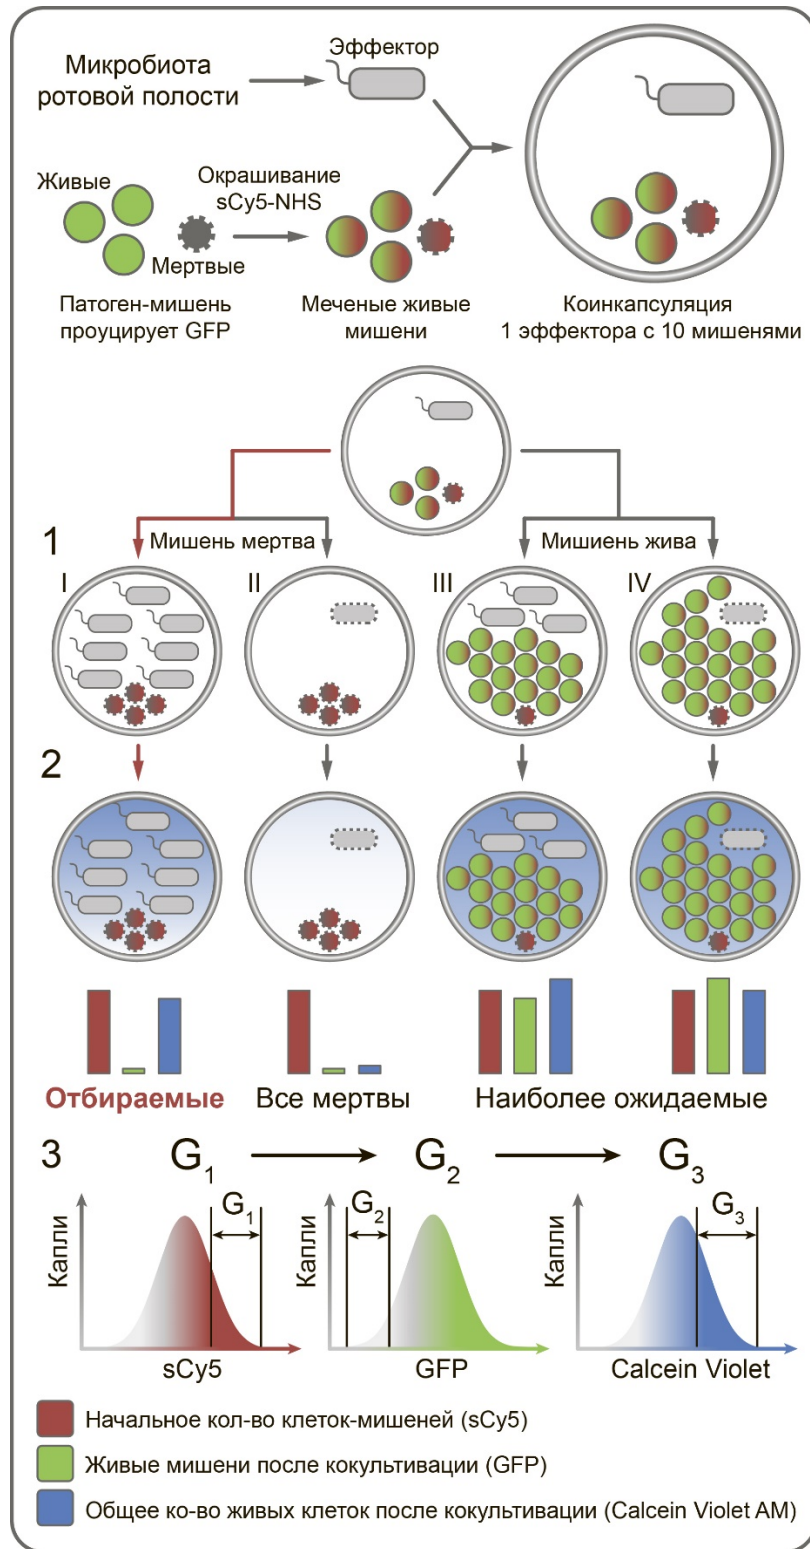 Эффектор
Микробиота
ротовой полости
Живые
Окрашивание
sCy5-NHS
Мертвые
Патоген-мишень
проуцирует GFP
Меченые живые
мишени
Коинкапсуляция
1 эффектора с 10 мишенями
1
Мишень мертва
Мишиень жива
I
II
III
IV
2
Отбираемые
Все мертвы
Наиболее ожидаемые
3
G1
G2
G3
G1
G2
G3
Капли
Капли
Капли
sCy5
GFP
Calcein Violet
Начальное кол-во клеток-мишеней (sCy5)
Живые мишени после кокультивации (GFP)
Общее ко-во живых клеток после кокультивации (Calcein Violet AM)